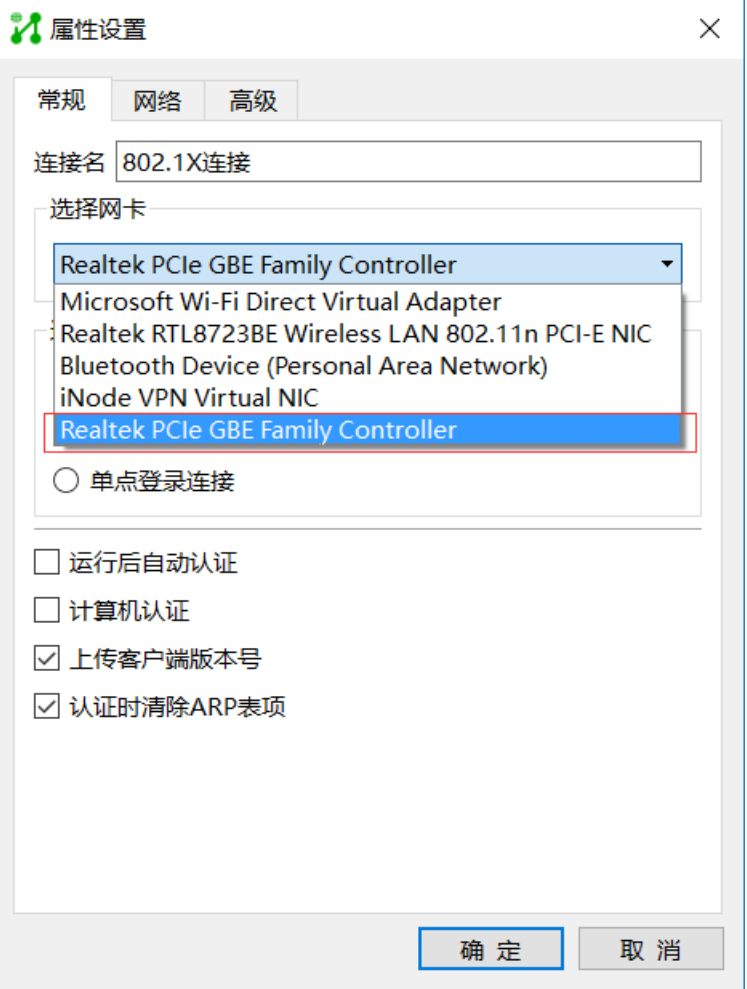 属性设置
常规
网络
高级
连接名
802.1X连接
选择网卡
Realtek PCIe GBE Family Controller
Microsoft Wi-Fi Direct Virtual Adapter
Realtek RTL8723BE Wireless LAN 802.11n PCI-E NIC
Bluetooth Device (Personal Area Network)
iNode VPN Virtual NIC
Realtek PCIe GBE Family Controller
单点登录连接
运行后自动认证
计算机认证
上传客户端版本号
认证时清除ARP表项
确 定
取 消